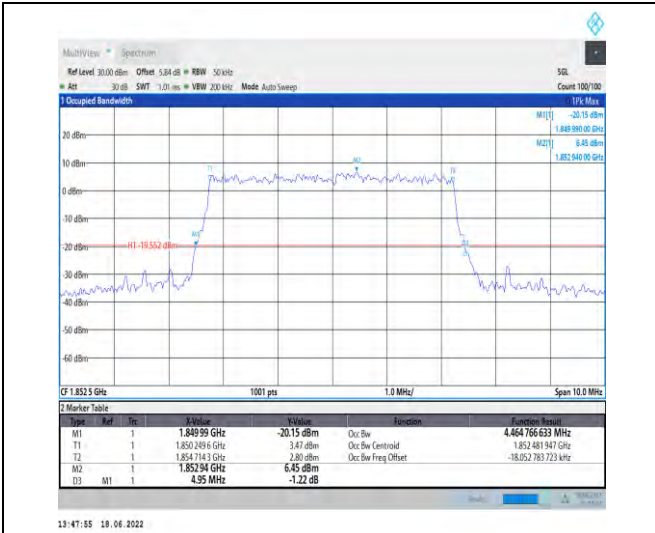 MultiView Spectrum
Ref Level 30.00 dBm Offset 5.84 dB RBW 50 kHz SGL
Att 30 dB SWT 1.01 ms VBW 200 kHz Mode Auto Sweep Count 100/100
1 Occupied Bandwidth 1Pk Max
M1[1] -20.15 dBm
1.849 990 00 GHz
M2[1] 6.45 dBm
1.852 940 00 GHz
20 dBm
10 dBm
0 dBm
-10 dBm
-20 dBm
-30 dBm
-40 dBm
-50 dBm
-60 dBm
T1 M2 T2
M1
H1 -19.552 dBm
CF 1.852 5 GHz 1001 pts 1.0 MHz/ Span 10.0 MHz
2 Marker Table
Type Ref Trc X-Value Y-Value Function Function Result
M1 1 1.849 99 GHz -20.15 dBm Occ Bw 4.464 766 633 MHz
T1 1 1.850 249 6 GHz 3.47 dBm Occ Bw Centroid 1.852 481 947 GHz
T2 1 1.854 714 3 GHz 2.80 dBm Occ Bw Freq Offset -18.052 783 723 kHz
M2 1 1.852 94 GHz 6.45 dBm
D3 M1 1 4.95 MHz -1.22 dB
13:47:55 18.06.2022